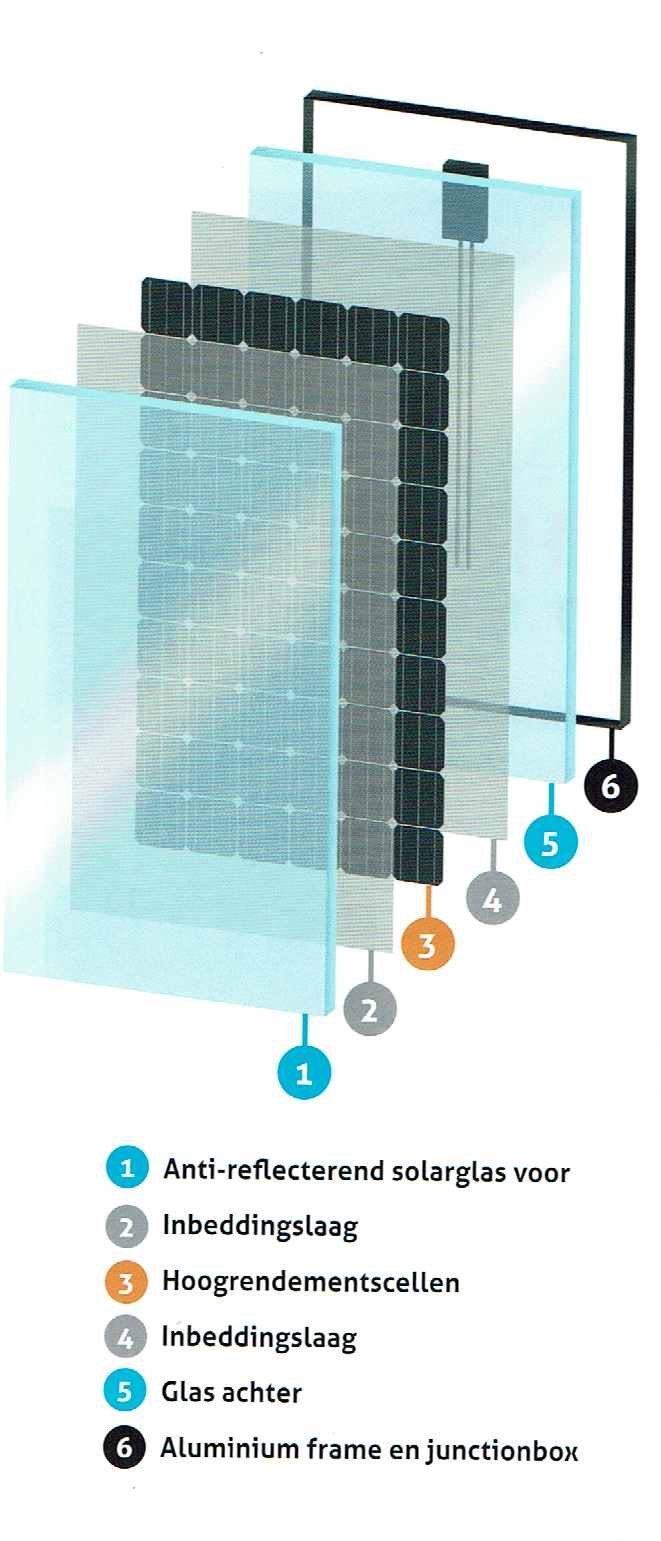 6
5
4
3
2
1
1 Anti-reflecterend solarglas voor
2 Inbeddingslaag
3 Hoogrendementscellen
4 Inbeddingslaag
5 Glas achter
6 Aluminium frame en junctionbox